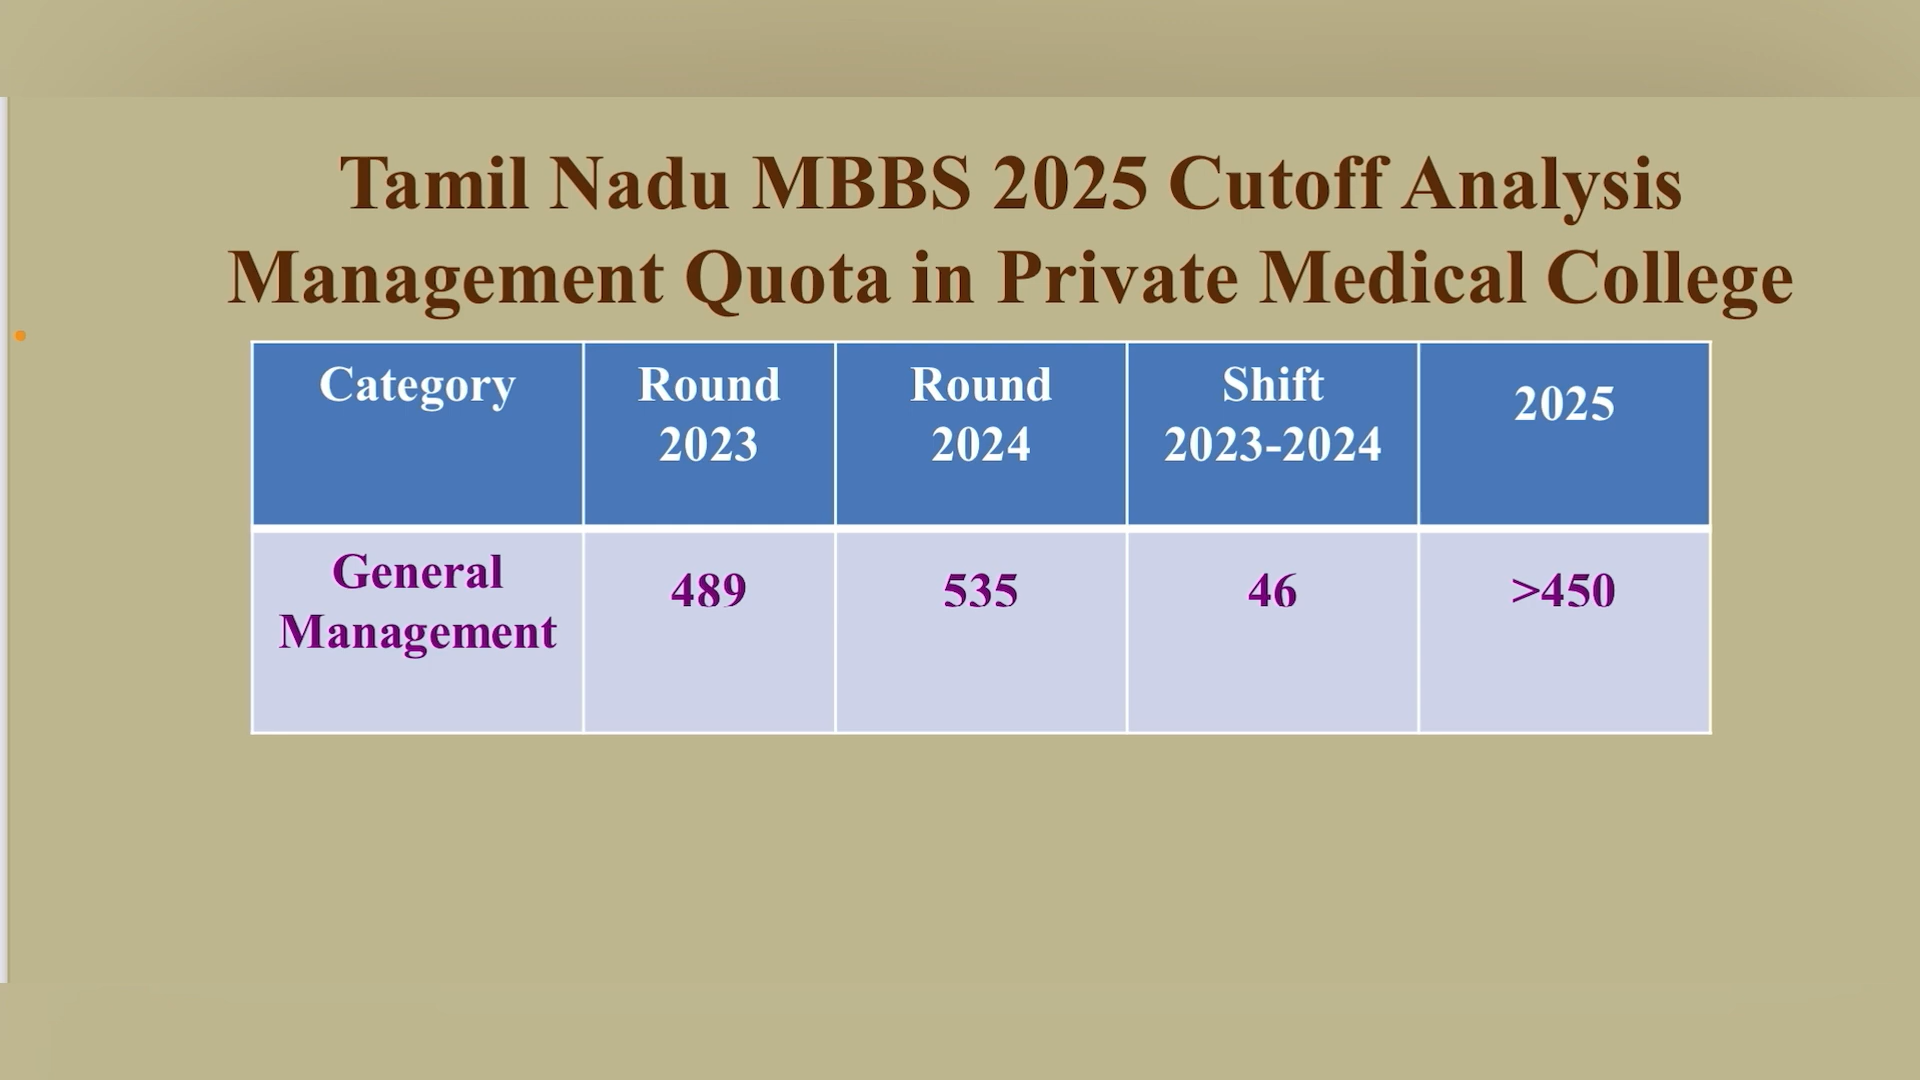 Tamil Nadu MBBS 2025 Cutoff Analysis
Management Quota in Private Medical College
Category
Round
2023
Round
2024
Shift
2023-2024
2025
General
Management
489
535
46
>450